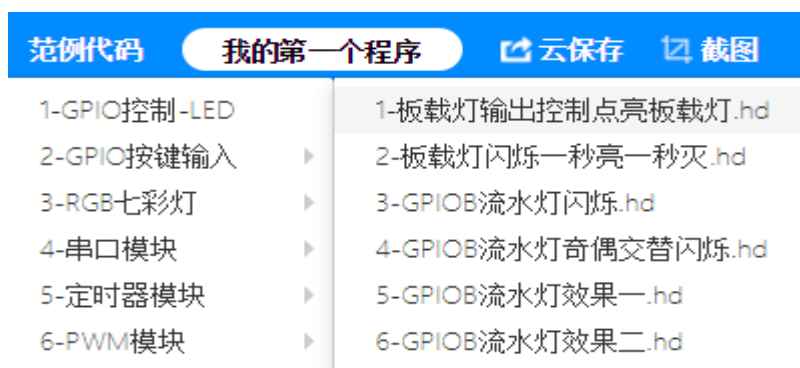 范例代码 我的第一个程序 云保存 截图
1-GPIO控制-LED
2-GPIO按键输入
3-RGB七彩灯
4-串口模块
5-定时器模块
6-PWM模块
1-板载灯输出控制点亮板载灯.hd
2-板载灯闪烁一秒亮一秒灭.hd
3-GPIOB流水灯闪烁.hd
4-GPIOB流水灯奇偶交替闪烁.hd
5-GPIOB流水灯效果一.hd
6-GPIOB流水灯效果二.hd